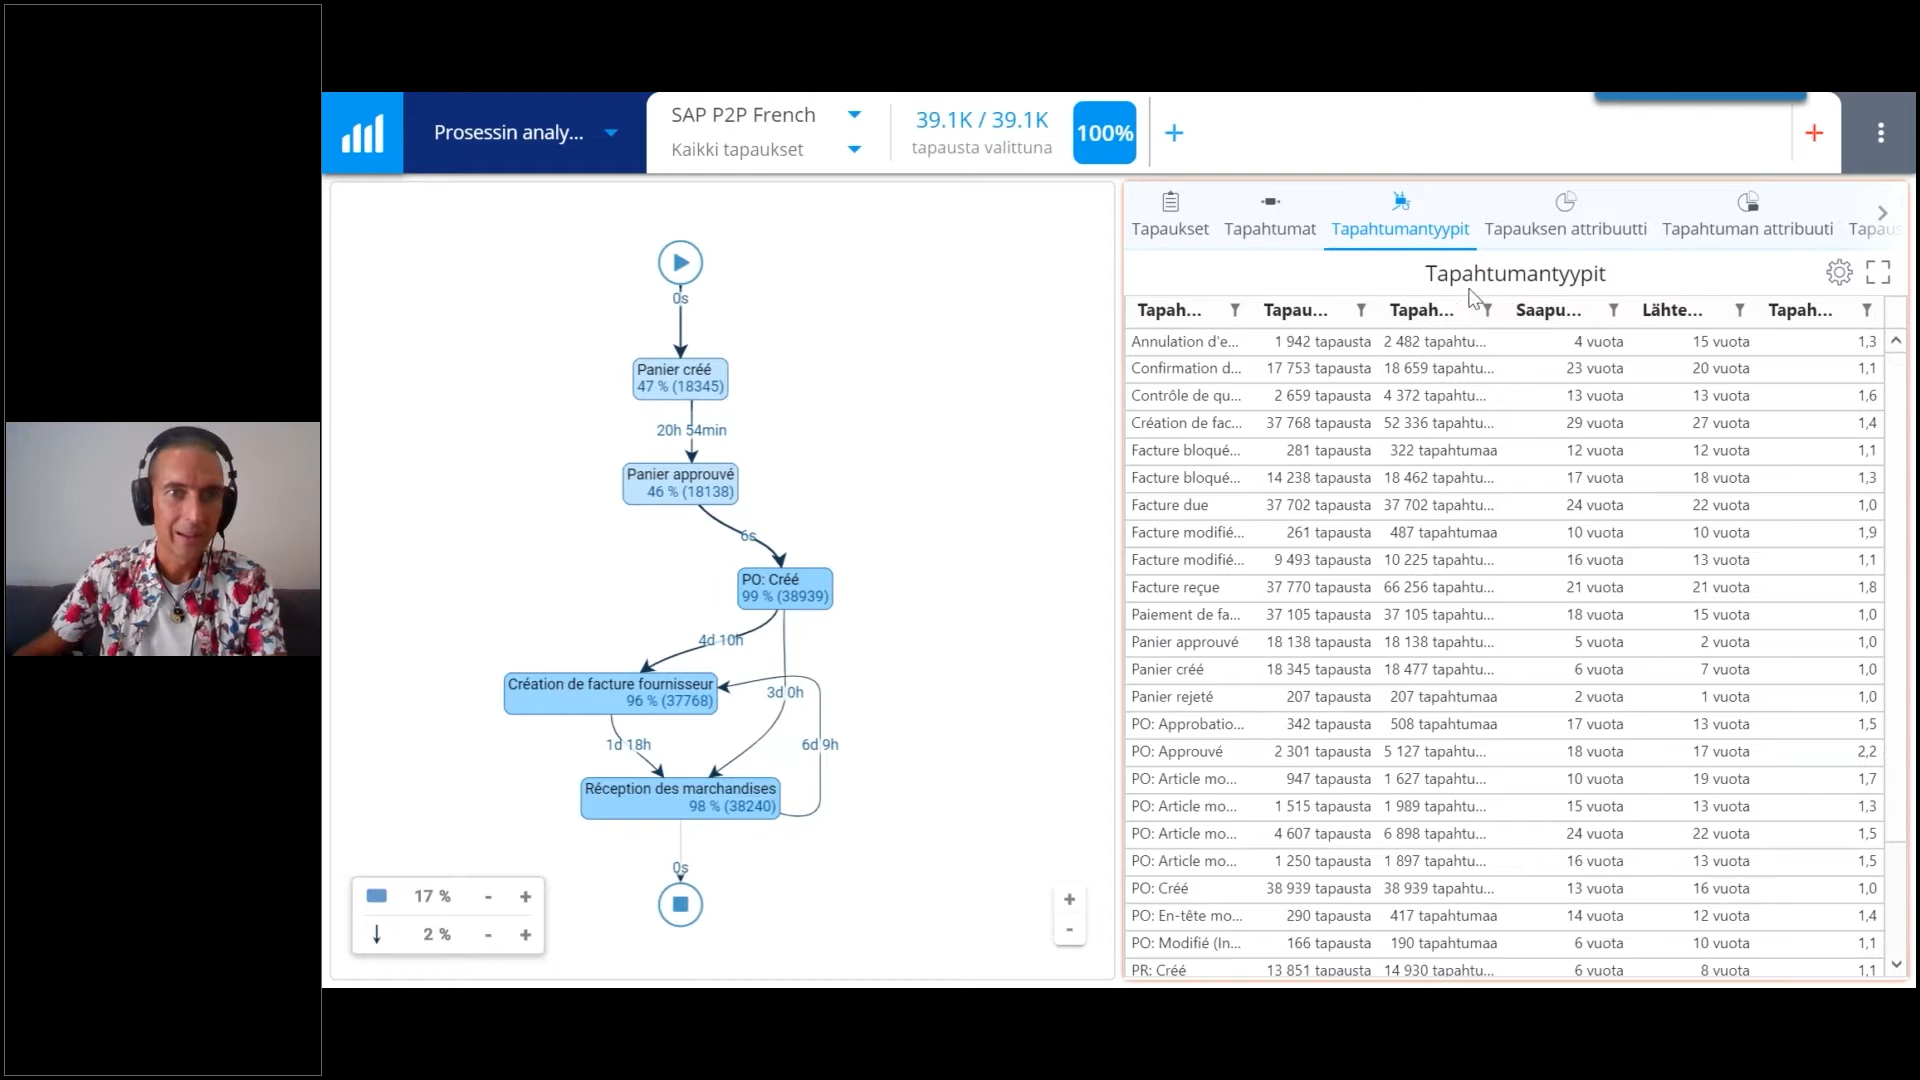 Prosessin analy...
SAP P2P French
Kaikki tapaukset
39.1K / 39.1K
tapausta valittuna
100%
0s
Panier créé
47 % (18345)
20h 54min
Panier approuvé
46 % (18138)
6s
PO: Créé
99 % (38939)
4d 10h
Création de facture fournisseur
96 % (37768)
3d 0h
1d 18h
6d 9h
Réception des marchandises
98 % (38240)
0s
17 % - +
2 % - +
+
-
Tapaukset Tapahtumat Tapahtumantyypit Tapauksen attribuutti Tapahtuman attribuuti Tapaus
Tapahtumantyypit
Tapah... Tapau... Tapah... Saapu... Lähte... Tapah...
Annulation d'e... 1 942 tapausta 2 482 tapahtu... 4 vuota 15 vuota 1,3
Confirmation d... 17 753 tapausta 18 659 tapahtu... 23 vuota 20 vuota 1,1
Contrôle de qu... 2 659 tapausta 4 372 tapahtu... 13 vuota 13 vuota 1,6
Création de fac... 37 768 tapausta 52 336 tapahtu... 29 vuota 27 vuota 1,4
Facture bloqué... 281 tapausta 322 tapahtumaa 12 vuota 12 vuota 1,1
Facture bloqué... 14 238 tapausta 18 462 tapahtu... 17 vuota 18 vuota 1,3
Facture due 37 702 tapausta 37 702 tapahtu... 24 vuota 22 vuota 1,0
Facture modifié... 261 tapausta 487 tapahtumaa 10 vuota 10 vuota 1,9
Facture modifié... 9 493 tapausta 10 225 tapahtu... 16 vuota 13 vuota 1,1
Facture reçue 37 770 tapausta 66 256 tapahtu... 21 vuota 21 vuota 1,8
Paiement de fa... 37 105 tapausta 37 105 tapahtu... 18 vuota 15 vuota 1,0
Panier approuvé 18 138 tapausta 18 138 tapahtu... 5 vuota 2 vuota 1,0
Panier créé 18 345 tapausta 18 477 tapahtu... 6 vuota 7 vuota 1,0
Panier rejeté 207 tapausta 207 tapahtumaa 2 vuota 1 vuota 1,0
PO: Approbatio... 342 tapausta 508 tapahtumaa 17 vuota 13 vuota 1,5
PO: Approuvé 2 301 tapausta 5 127 tapahtu... 18 vuota 17 vuota 2,2
PO: Article mo... 947 tapausta 1 627 tapahtu... 10 vuota 19 vuota 1,7
PO: Article mo... 1 515 tapausta 1 989 tapahtu... 15 vuota 13 vuota 1,3
PO: Article mo... 4 607 tapausta 6 898 tapahtu... 24 vuota 22 vuota 1,5
PO: Article mo... 1 250 tapausta 1 897 tapahtu... 16 vuota 13 vuota 1,5
PO: Créé 38 939 tapausta 38 939 tapahtu... 13 vuota 16 vuota 1,0
PO: En-tête mo... 290 tapausta 417 tapahtumaa 14 vuota 12 vuota 1,4
PO: Modifié (In... 166 tapausta 190 tapahtumaa 6 vuota 10 vuota 1,1
PR: Créé 13 851 tapausta 14 930 tapahtu... 6 vuota 8 vuota 1,1